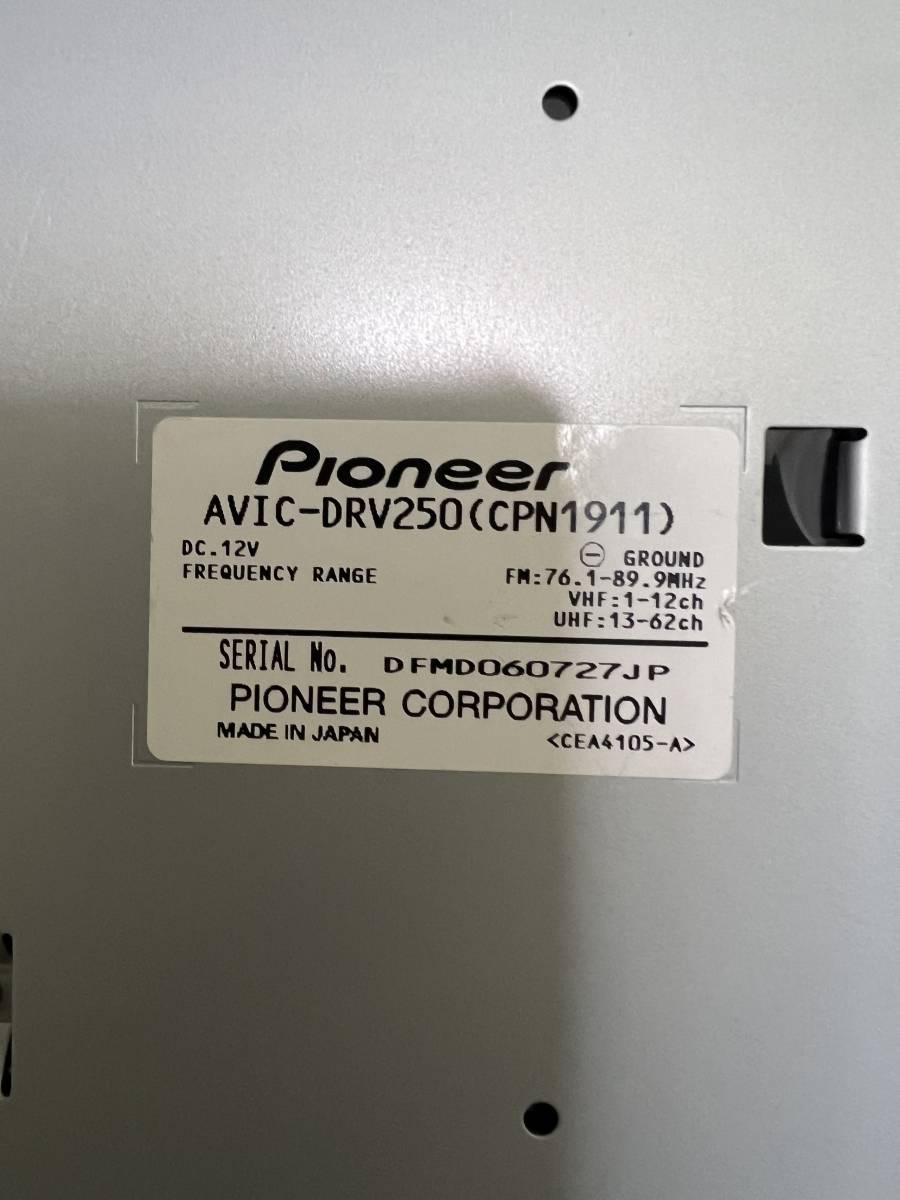 Pioneer
AVIC-DRV250(CPN1911)
DC.12V ⊖ GROUND
FREQUENCY RANGE FM:76.1-89.9MHz
VHF:1-12ch
UHF:13-62ch
SERIAL No. DFMD060727JP
PIONEER CORPORATION
MADE IN JAPAN <CEA4105-A>